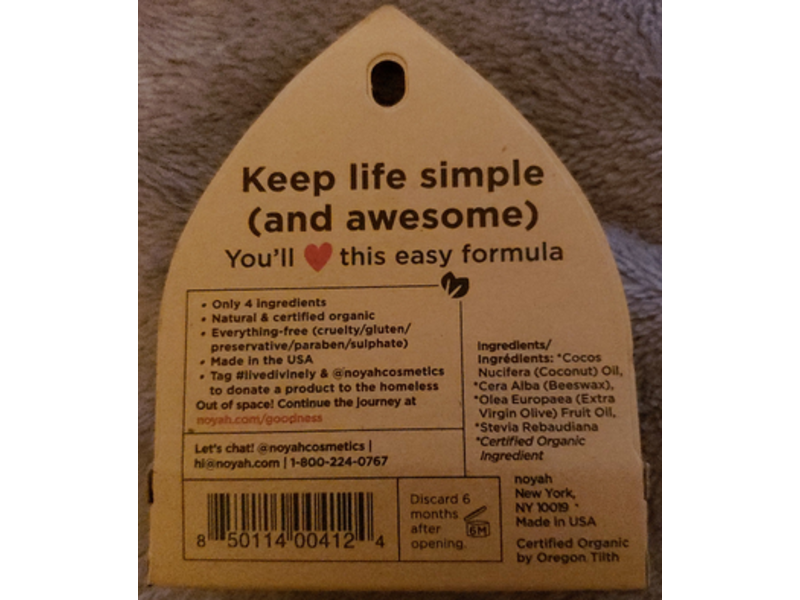 Keep life simple
(and awesome)
You'll this easy formula
• Only 4 ingredients
• Natural & certified organic
• Everything-free (cruelty/gluten/
preservative/paraben/sulphate)
• Made in the USA
• Tag #livedivinely & @noyahcosmetics
to donate a product to the homeless
Out of space! Continue the journey at
noyah.com/goodness
Let's chat! @noyahcosmetics |
hi@noyah.com | 1-800-224-0767
8 50114 00412 4
Discard 6
months
after
opening.
6M
Ingredients/
Ingrédients: *Cocos
Nucifera (Coconut) Oil,
*Cera Alba (Beeswax),
*Olea Europaea (Extra
Virgin Olive) Fruit Oil,
*Stevia Rebaudiana
*Certified Organic
Ingredient
noyah
New York,
NY 10019
Made in USA
Certified Organic
by Oregon Tilth